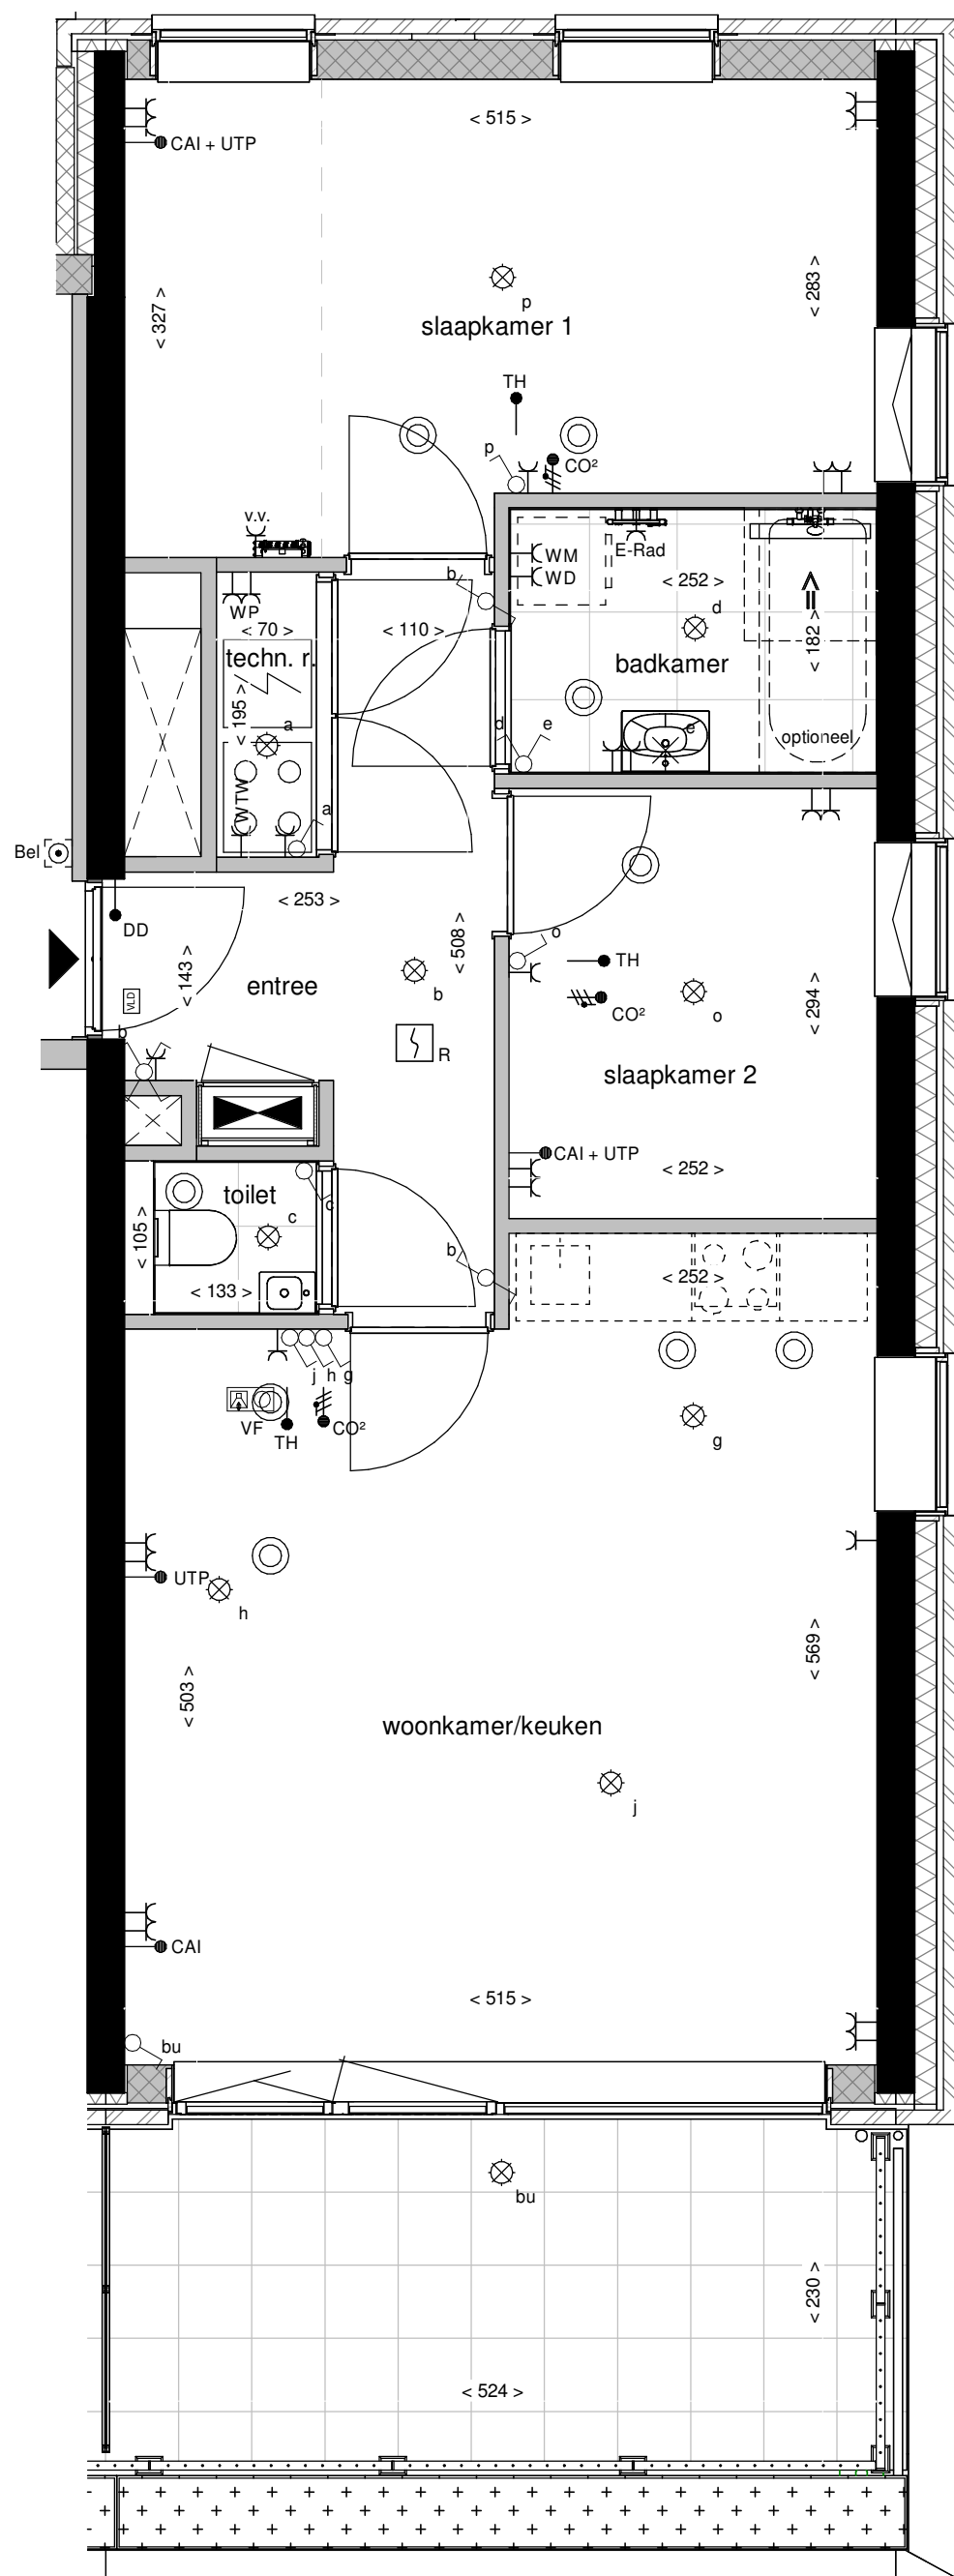 < 515 >
CAI + UTP
< 283 >
< 327 >
p
slaapkamer 1
TH
p
CO²
v.v.
WP
b
WM
WD
E-Rad
< 252 >
d
< 70 >
< 110 >
techn. r.
badkamer
< 182 >
< 195 >
a
d
e
e
optioneel
WTW
a
Bel
< 253 >
DD
o
< 508 >
TH
< 143 >
entree
b
< 294 >
VLD
CO²
o
b
R
slaapkamer 2
CAI + UTP
< 252 >
toilet
c
c
< 105 >
b
< 133 >
< 252 >
j h g
VF
TH
CO²
g
UTP
h
< 569 >
< 503 >
woonkamer/keuken
j
CAI
< 515 >
bu
bu
< 230 >
< 524 >